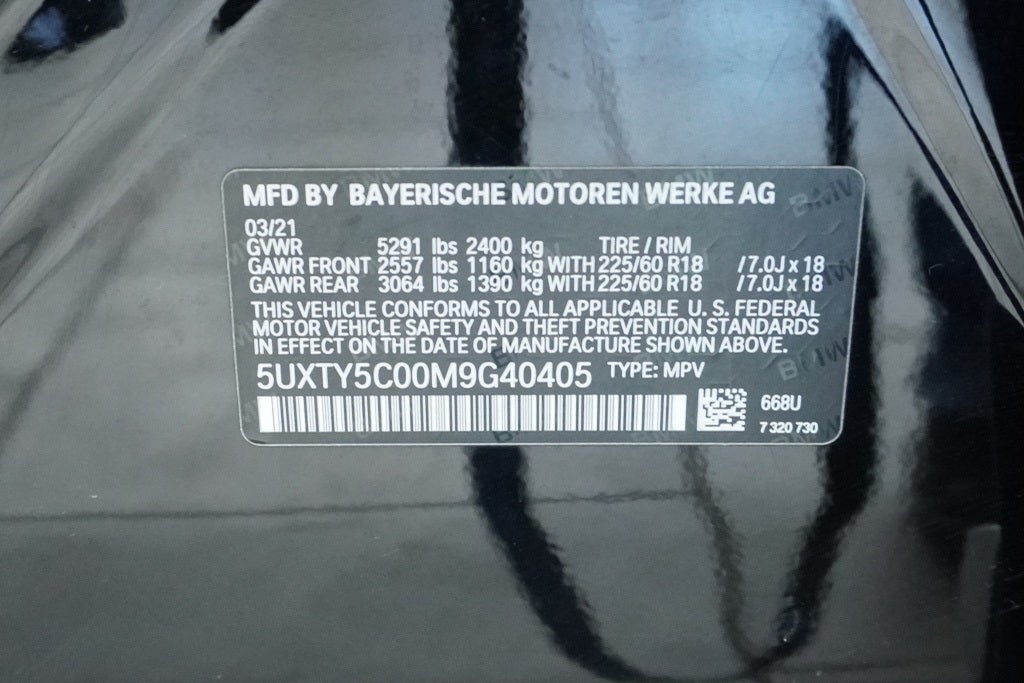 MFD BY BAYERISCHE MOTOREN WERKE AG
03/21
GVWR 5291 lbs 2400 kg TIRE / RIM
GAWR FRONT 2557 lbs 1160 kg WITH 225/60 R18 / 7.0J x 18
GAWR REAR 3064 lbs 1390 kg WITH 225/60 R18 / 7.0J x 18
THIS VEHICLE CONFORMS TO ALL APPLICABLE U. S. FEDERAL
MOTOR VEHICLE SAFETY AND THEFT PREVENTION STANDARDS
IN EFFECT ON THE DATE OF MANUFACTURE SHOWN ABOVE.
5UXTY5C00M9G40405 TYPE: MPV
668U
7 320 730